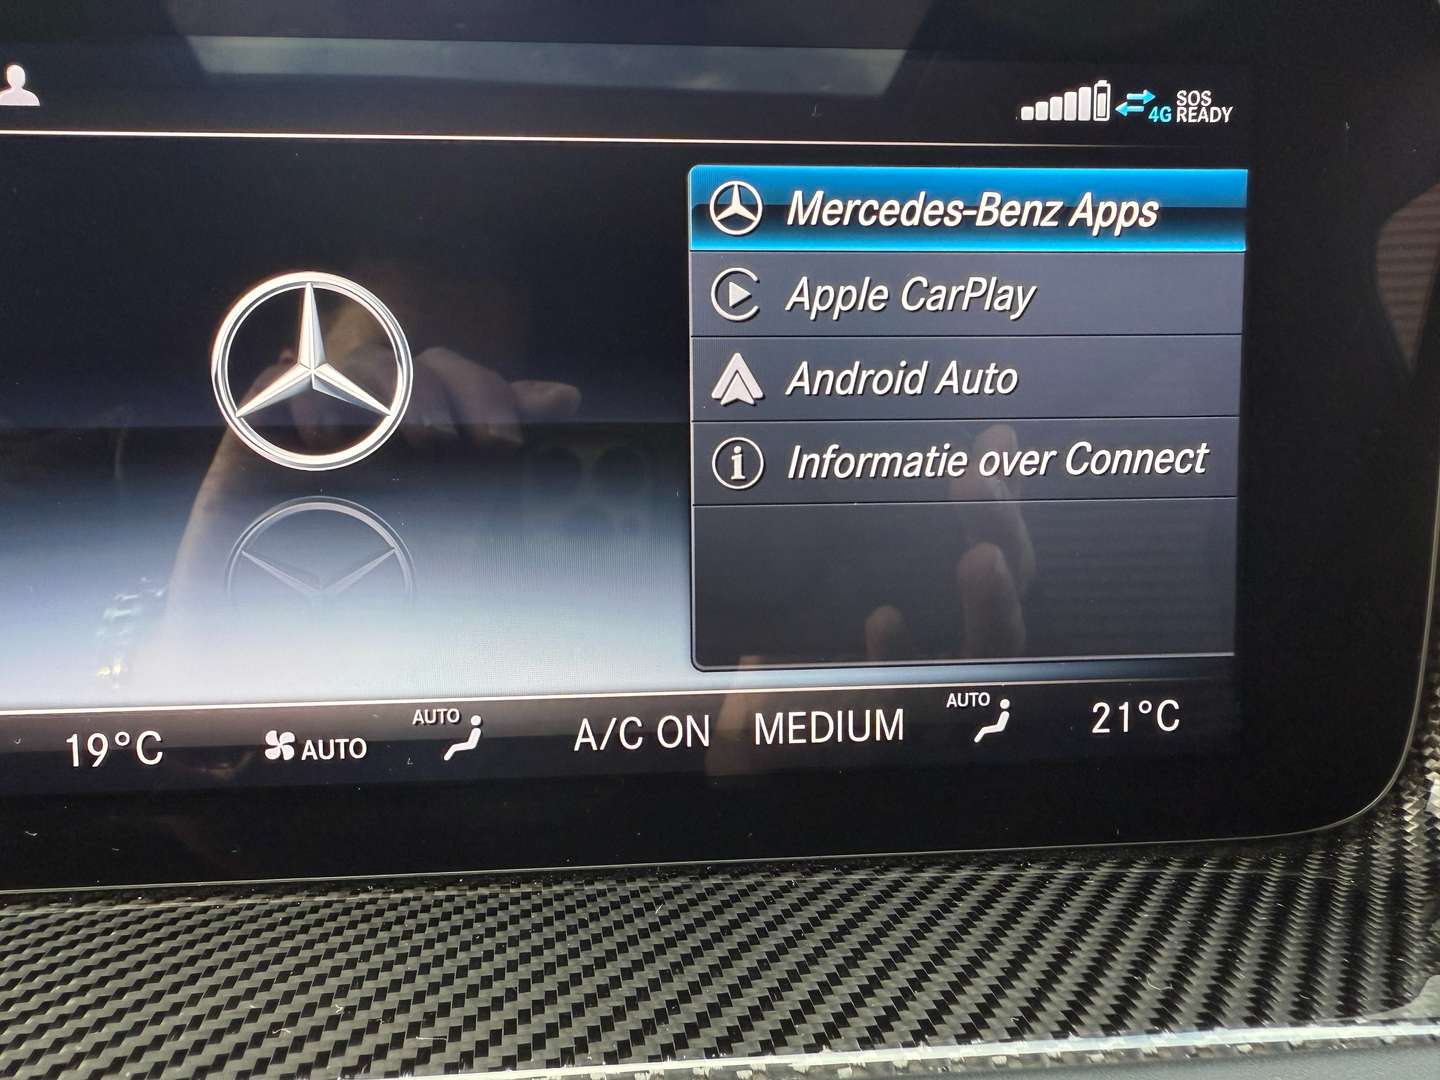 4G SOS
READY
Mercedes-Benz Apps
Apple CarPlay
Android Auto
Informatie over Connect
19°C AUTO AUTO A/C ON MEDIUM AUTO 21°C